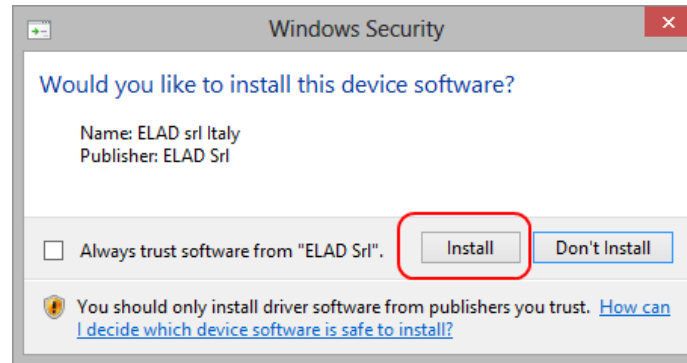 Windows Security
Would you like to install this device software?
Name: ELAD srl Italy
Publisher: ELAD Srl
Always trust software from "ELAD Srl".
Install
Don't Install
You should only install driver software from publishers you trust. How can
I decide which device software is safe to install?